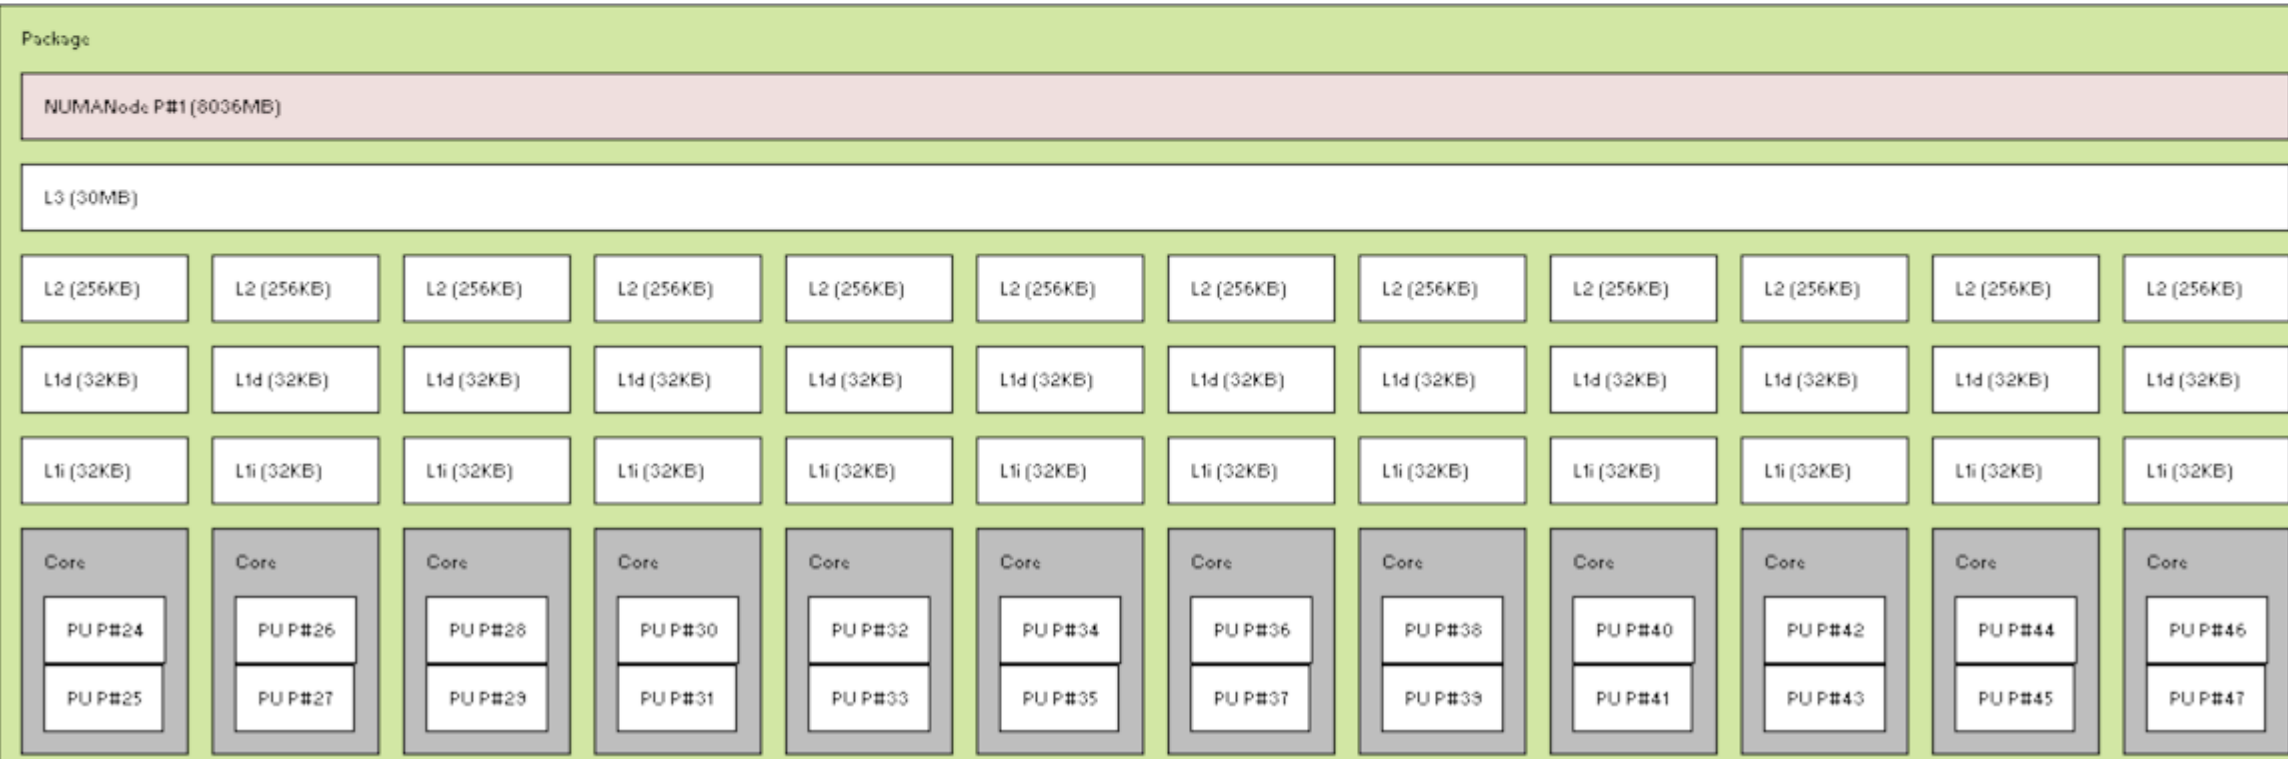 Package
NUMANode P#1 (8036MB)
L3 (30MB)
L2 (256KB) L2 (256KB) L2 (256KB) L2 (256KB) L2 (256KB) L2 (256KB) L2 (256KB) L2 (256KB) L2 (256KB) L2 (256KB) L2 (256KB) L2 (256KB)
L1d (32KB) L1d (32KB) L1d (32KB) L1d (32KB) L1d (32KB) L1d (32KB) L1d (32KB) L1d (32KB) L1d (32KB) L1d (32KB) L1d (32KB) L1d (32KB)
L1i (32KB) L1i (32KB) L1i (32KB) L1i (32KB) L1i (32KB) L1i (32KB) L1i (32KB) L1i (32KB) L1i (32KB) L1i (32KB) L1i (32KB) L1i (32KB)
Core Core Core Core Core Core Core Core Core Core Core Core
PU P#24 PU P#26 PU P#28 PU P#30 PU P#32 PU P#34 PU P#36 PU P#38 PU P#40 PU P#42 PU P#44 PU P#46
PU P#25 PU P#27 PU P#29 PU P#31 PU P#33 PU P#35 PU P#37 PU P#39 PU P#41 PU P#43 PU P#45 PU P#47